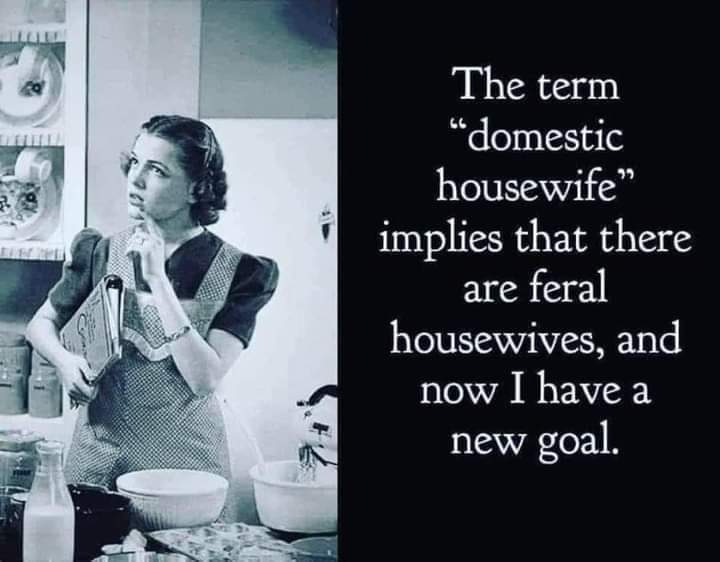 The term
“domestic
housewife”
implies that there
are feral
housewives, and
now I have a
new goal.